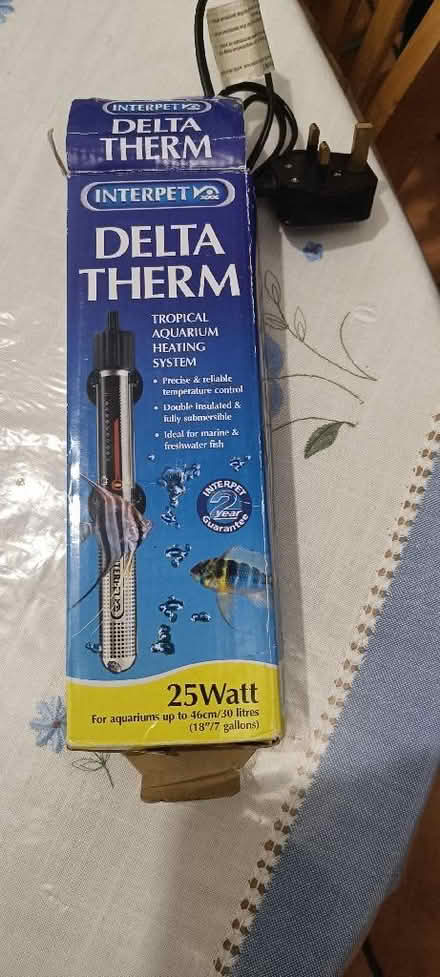 INTERPET
DELTA
THERM
INTERPET
DELTA
THERM
TROPICAL
AQUARIUM
HEATING
SYSTEM
• Precise & reliable
temperature control
• Double insulated &
fully submersible
• Ideal for marine &
freshwater fish
INTERPET
2
year
Guarantee
25Watt
For aquariums up to 46cm/30 litres
(18"/7 gallons)